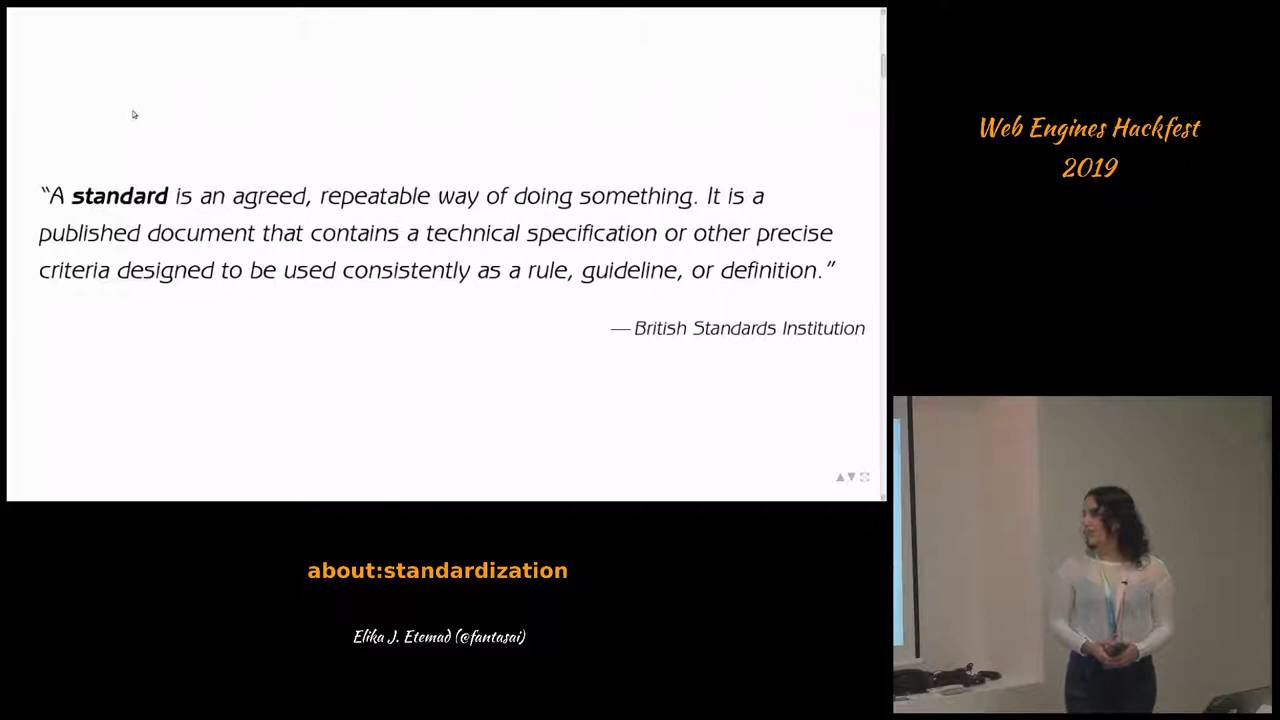 “A standard is an agreed, repeatable way of doing something. It is a
published document that contains a technical specification or other precise
criteria designed to be used consistently as a rule, guideline, or definition.”
— British Standards Institution
Web Engines Hackfest
2019
about:standardization
Elika J. Etemad (@fantasai)